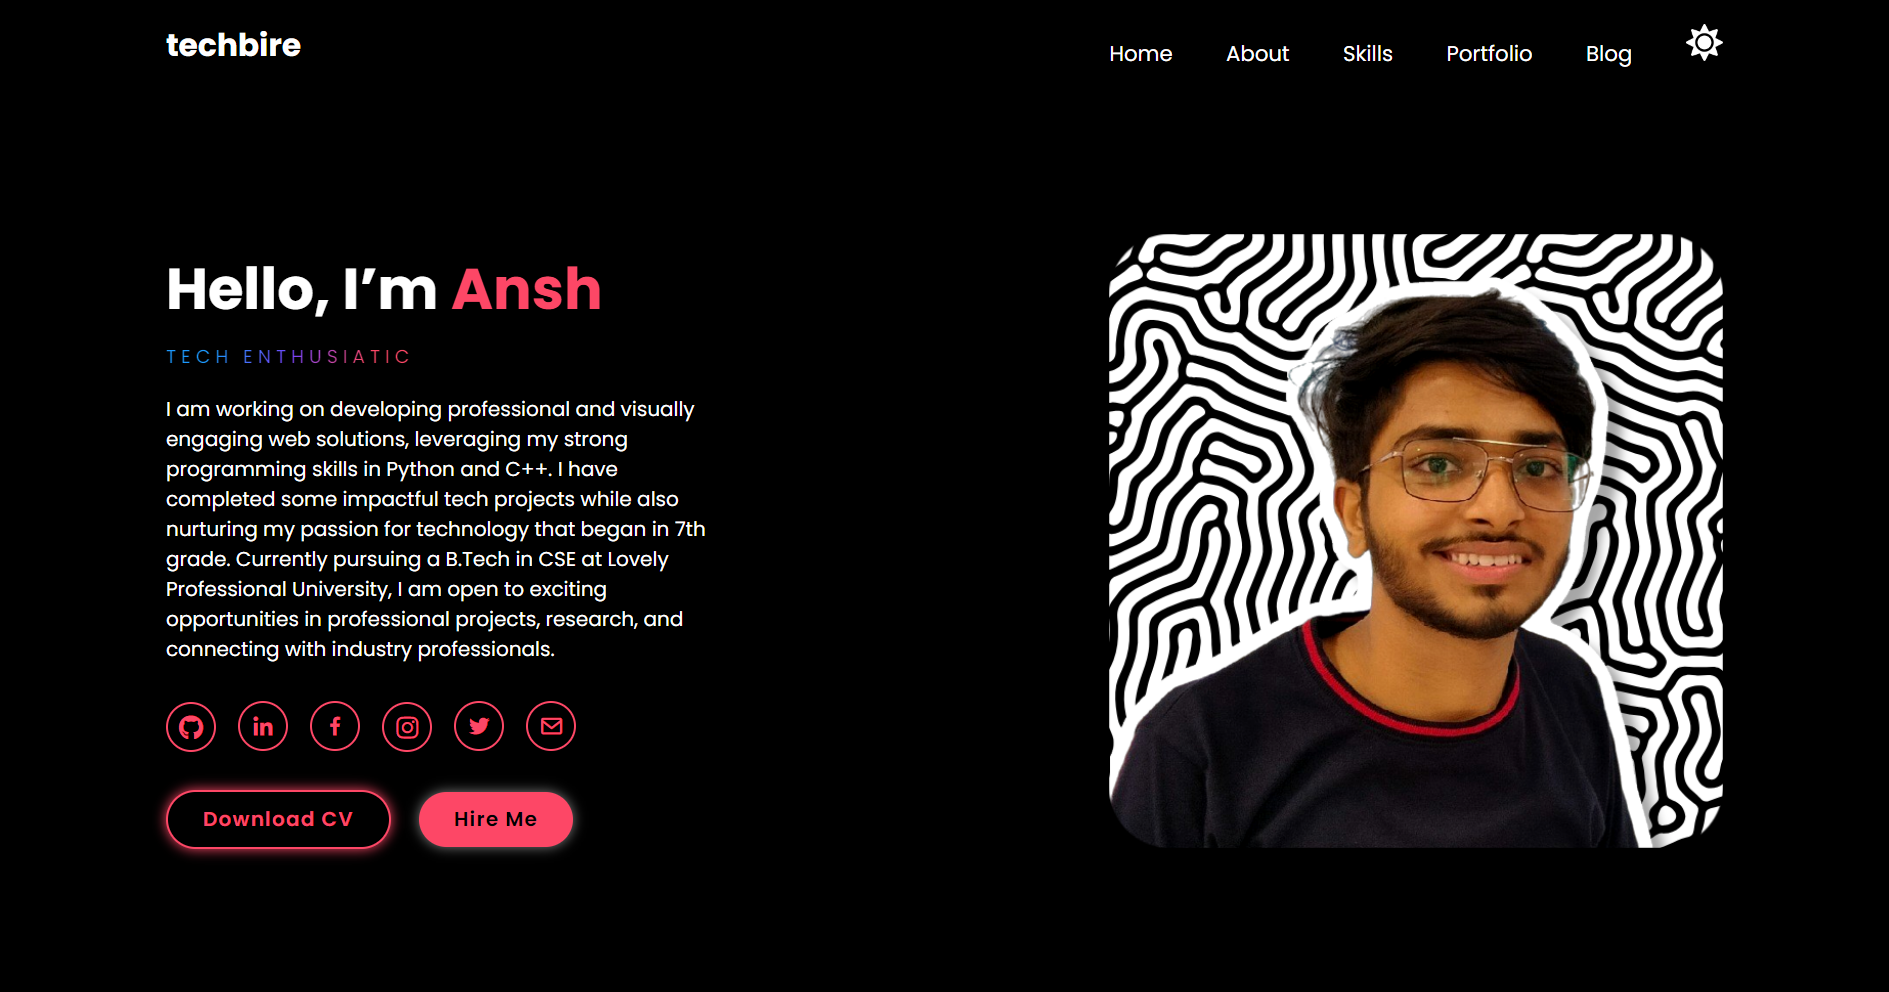 techbire
Home About Skills Portfolio Blog
Hello, I’m Ansh
TECH ENTHUSIATIC
I am working on developing professional and visually
engaging web solutions, leveraging my strong
programming skills in Python and C++. I have
completed some impactful tech projects while also
nurturing my passion for technology that began in 7th
grade. Currently pursuing a B.Tech in CSE at Lovely
Professional University, I am open to exciting
opportunities in professional projects, research, and
connecting with industry professionals.
Download CV Hire Me